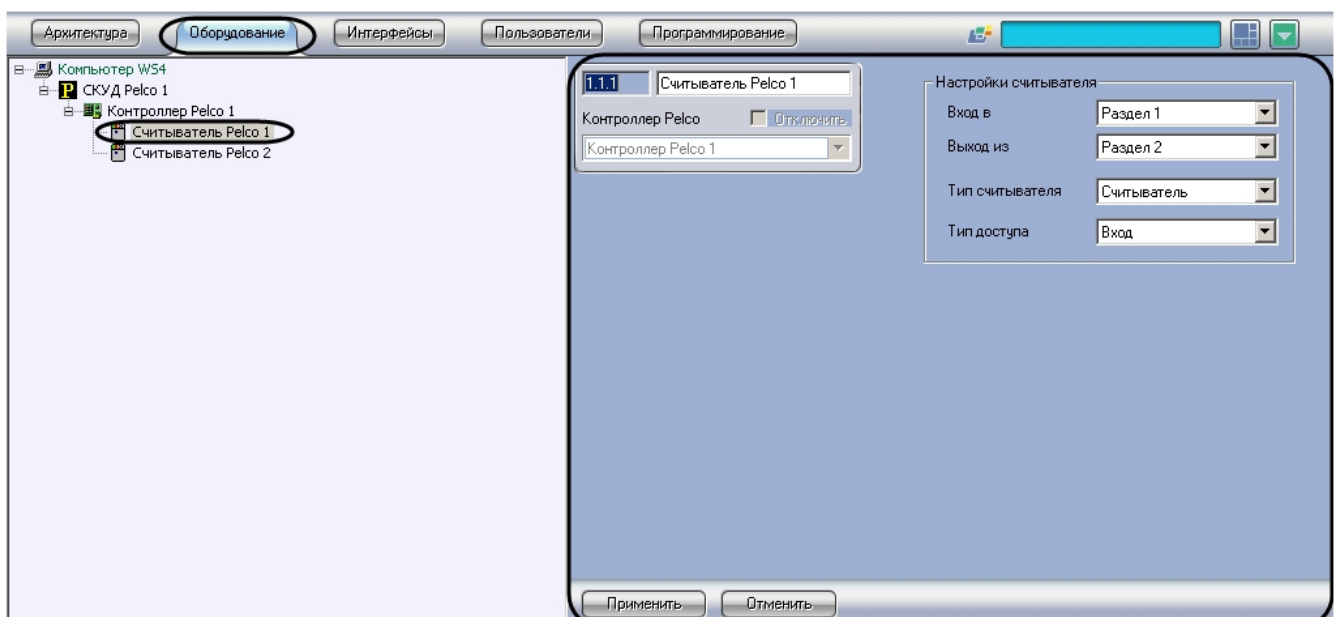 Архитектура Оборудование Интерфейсы Пользователи Программирование
Компьютер WS4
P СКУД Pelco 1
Контроллер Pelco 1
Считыватель Pelco 1
Считыватель Pelco 2
1.1.1 Считыватель Pelco 1
Контроллер Pelco Отключить
Контроллер Pelco 1
Настройки считывателя
Вход в Раздел 1
Выход из Раздел 2
Тип считывателя Считыватель
Тип доступа Вход
Применить Отменить